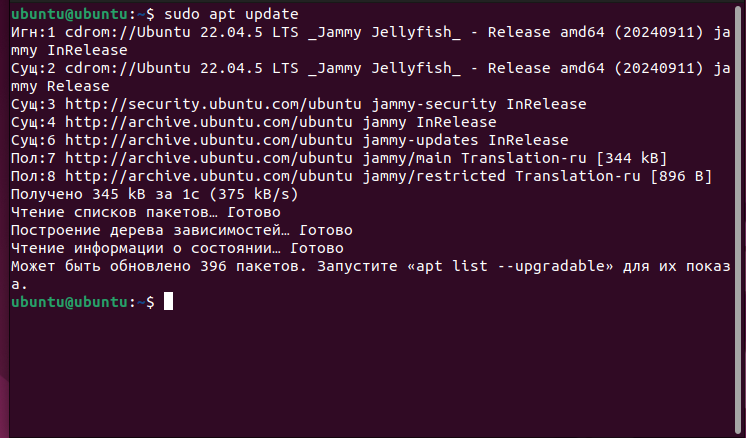 ubuntu@ubuntu:~$ sudo apt update
Игн:1 cdrom://Ubuntu 22.04.5 LTS _Jammy Jellyfish_ - Release amd64 (20240911) ja
mmy InRelease
Сущ:2 cdrom://Ubuntu 22.04.5 LTS _Jammy Jellyfish_ - Release amd64 (20240911) ja
mmy Release
Сущ:3 http://security.ubuntu.com/ubuntu jammy-security InRelease
Сущ:4 http://archive.ubuntu.com/ubuntu jammy InRelease
Сущ:6 http://archive.ubuntu.com/ubuntu jammy-updates InRelease
Пол:7 http://archive.ubuntu.com/ubuntu jammy/main Translation-ru [344 kB]
Пол:8 http://archive.ubuntu.com/ubuntu jammy/restricted Translation-ru [896 B]
Получено 345 kB за 1с (375 kB/s)
Чтение списков пакетов… Готово
Построение дерева зависимостей… Готово
Чтение информации о состоянии… Готово
Может быть обновлено 396 пакетов. Запустите «apt list --upgradable» для их показ
а.
ubuntu@ubuntu:~$